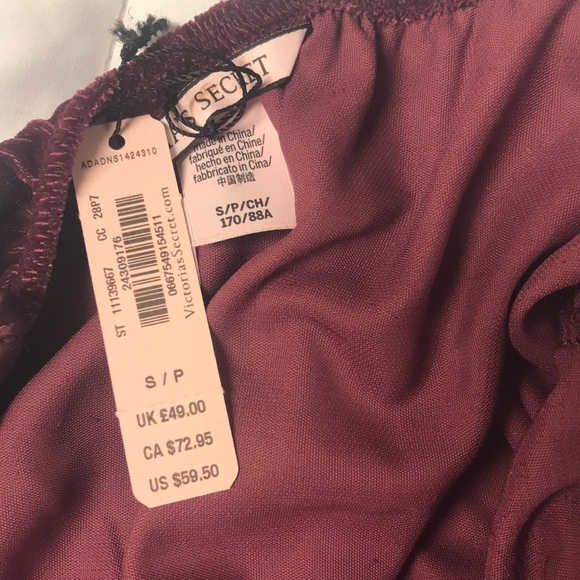 SECRET
made in China/
fabriqué en Chine/
hecho en China/
fabbricato in Cina/
中国制造
S/P/CH/
170/88A
ADADNS1424310
ST 11139667 CC 28P7
24309176
0667549154511
VictoriasSecret.com
S / P
UK £49.00
CA $72.95
US $59.50